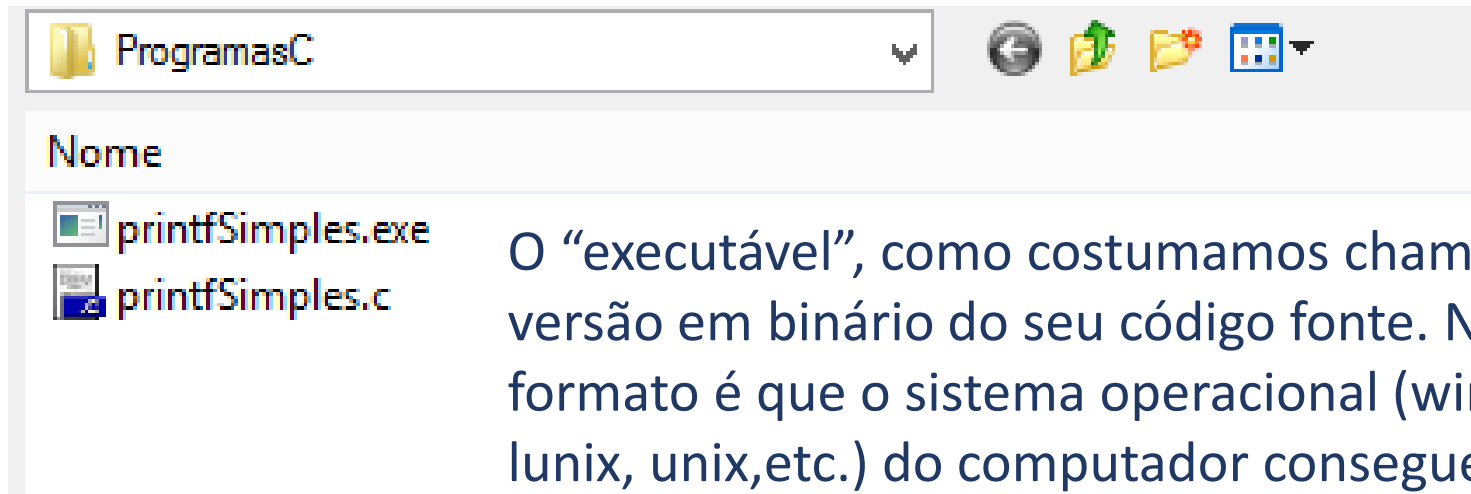 ProgramasC
Nome
printfSimples.exe
printfSimples.c
O “executável”, como costumamos cham
versão em binário do seu código fonte. N
formato é que o sistema operacional (wi
lunix, unix,etc.) do computador consegue